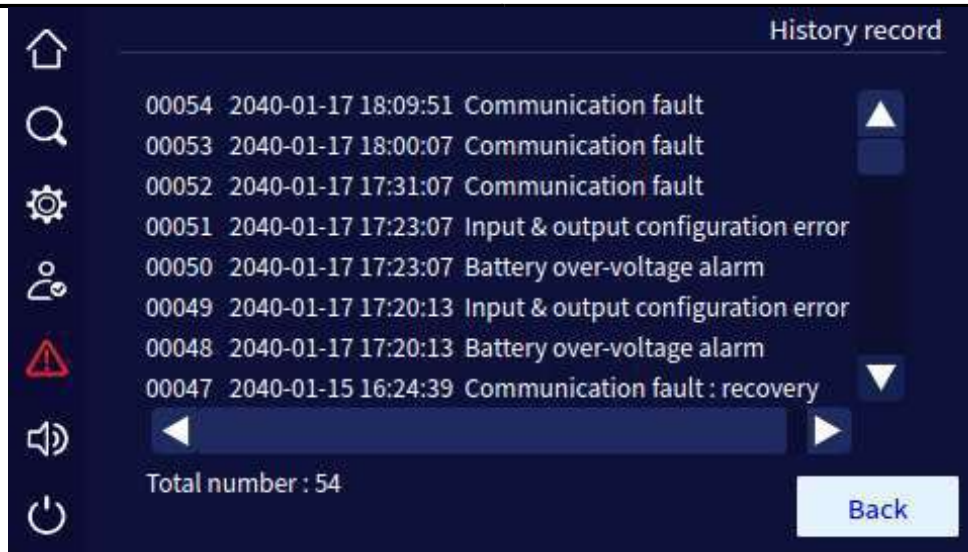 History record
00054 2040-01-17 18:09:51 Communication fault
00053 2040-01-17 18:00:07 Communication fault
00052 2040-01-17 17:31:07 Communication fault
00051 2040-01-17 17:23:07 Input & output configuration error
00050 2040-01-17 17:23:07 Battery over-voltage alarm
00049 2040-01-17 17:20:13 Input & output configuration error
00048 2040-01-17 17:20:13 Battery over-voltage alarm
00047 2040-01-15 16:24:39 Communication fault : recovery
Total number : 54
Back